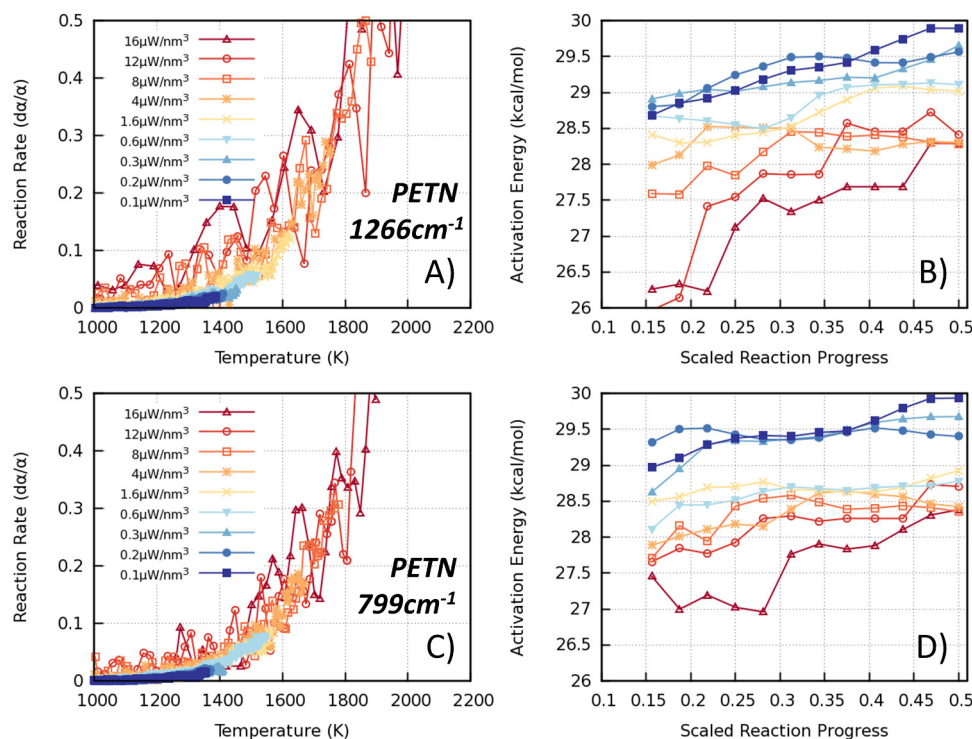 0.5
0.4
0.3
0.2
0.1
0
Reaction Rate (dα/α)
16μW/nm³
12μW/nm³
8μW/nm³
4μW/nm³
1.6μW/nm³
0.6μW/nm³
0.3μW/nm³
0.2μW/nm³
0.1μW/nm³
PETN
1266cm⁻¹
A)
1000 1200 1400 1600 1800 2000 2200
Temperature (K)
30
29.5
29
28.5
28
27.5
27
26.5
26
Activation Energy (kcal/mol)
B)
0.1 0.15 0.2 0.25 0.3 0.35 0.4 0.45 0.5
Scaled Reaction Progress
0.5
0.4
0.3
0.2
0.1
0
Reaction Rate (dα/α)
16μW/nm³
12μW/nm³
8μW/nm³
4μW/nm³
1.6μW/nm³
0.6μW/nm³
0.3μW/nm³
0.2μW/nm³
0.1μW/nm³
PETN
799cm⁻¹
C)
1000 1200 1400 1600 1800 2000 2200
Temperature (K)
30
29.5
29
28.5
28
27.5
27
26.5
26
Activation Energy (kcal/mol)
D)
0.1 0.15 0.2 0.25 0.3 0.35 0.4 0.45 0.5
Scaled Reaction Progress